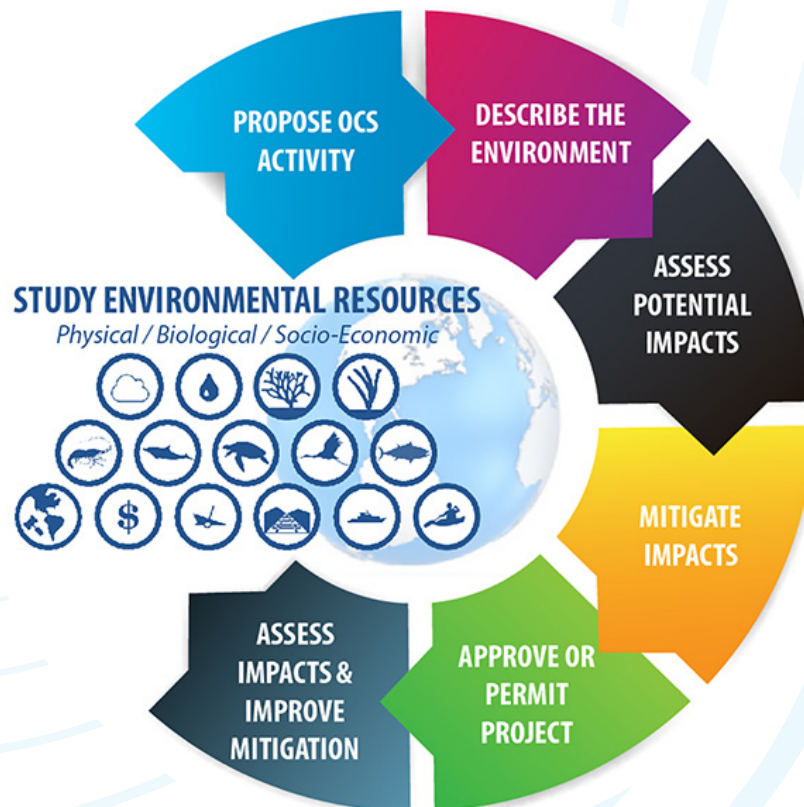 PROPOSE OCS
ACTIVITY
DESCRIBE THE
ENVIRONMENT
ASSESS
POTENTIAL
IMPACTS
MITIGATE
IMPACTS
APPROVE OR
PERMIT
PROJECT
ASSESS
IMPACTS &
IMPROVE
MITIGATION
STUDY ENVIRONMENTAL RESOURCES
Physical / Biological / Socio-Economic
$